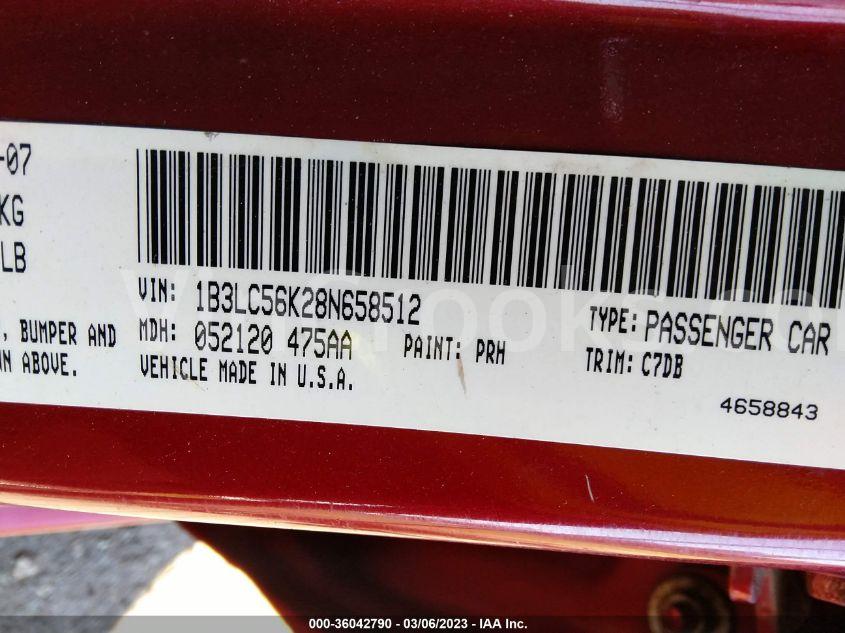 -07
KG
LB
VIN: 1B3LC56K28N658512
TYPE: PASSENGER CAR
, BUMPER AND
MDH: 052120 475AA PAINT: PRH
TRIM: C7DB
N ABOVE.
VEHICLE MADE IN U.S.A.
4658843
000-36042790 - 03/06/2023 - IAA Inc.